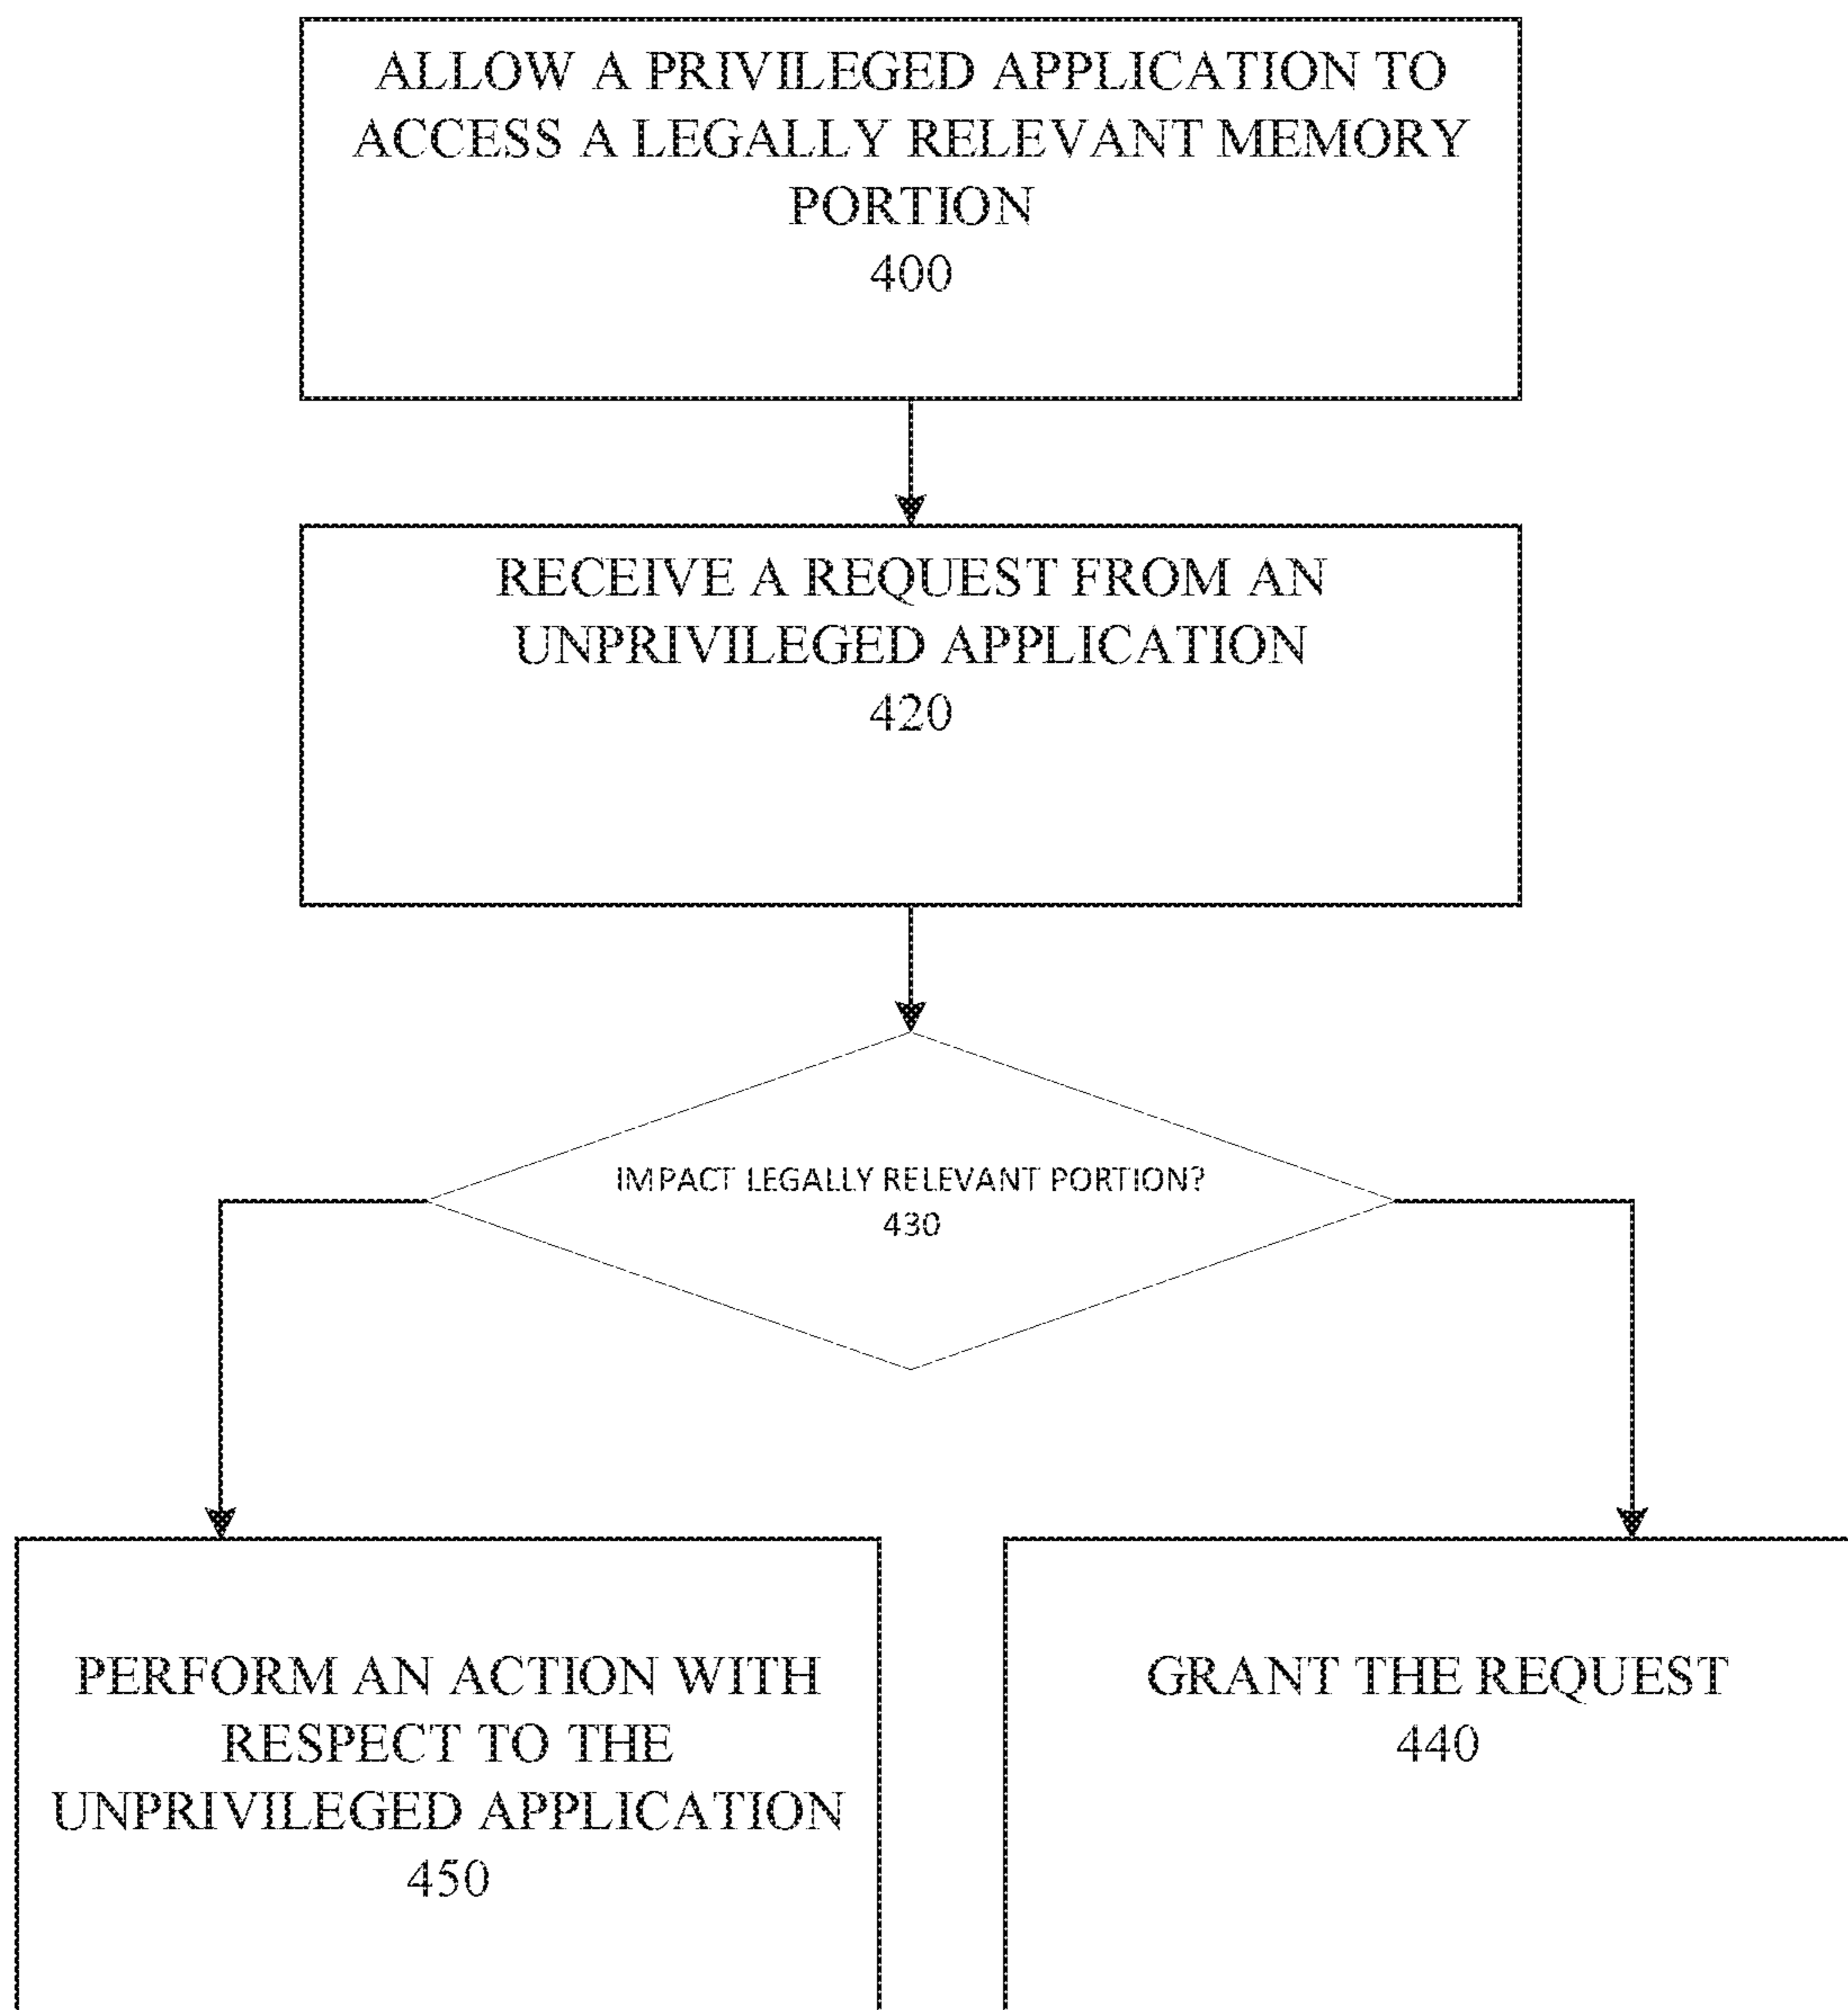 ALLOW A PRIVILEGED APPLICATION TO
ACCESS A LEGALLY RELEVANT MEMORY
PORTION
400
RECEIVE A REQUEST FROM AN
UNPRIVILEGED APPLICATION
420
IMPACT LEGALLY RELEVANT PORTION?
430
PERFORM AN ACTION WITH
RESPECT TO THE
UNPRIVILEGED APPLICATION
450
GRANT THE REQUEST
440